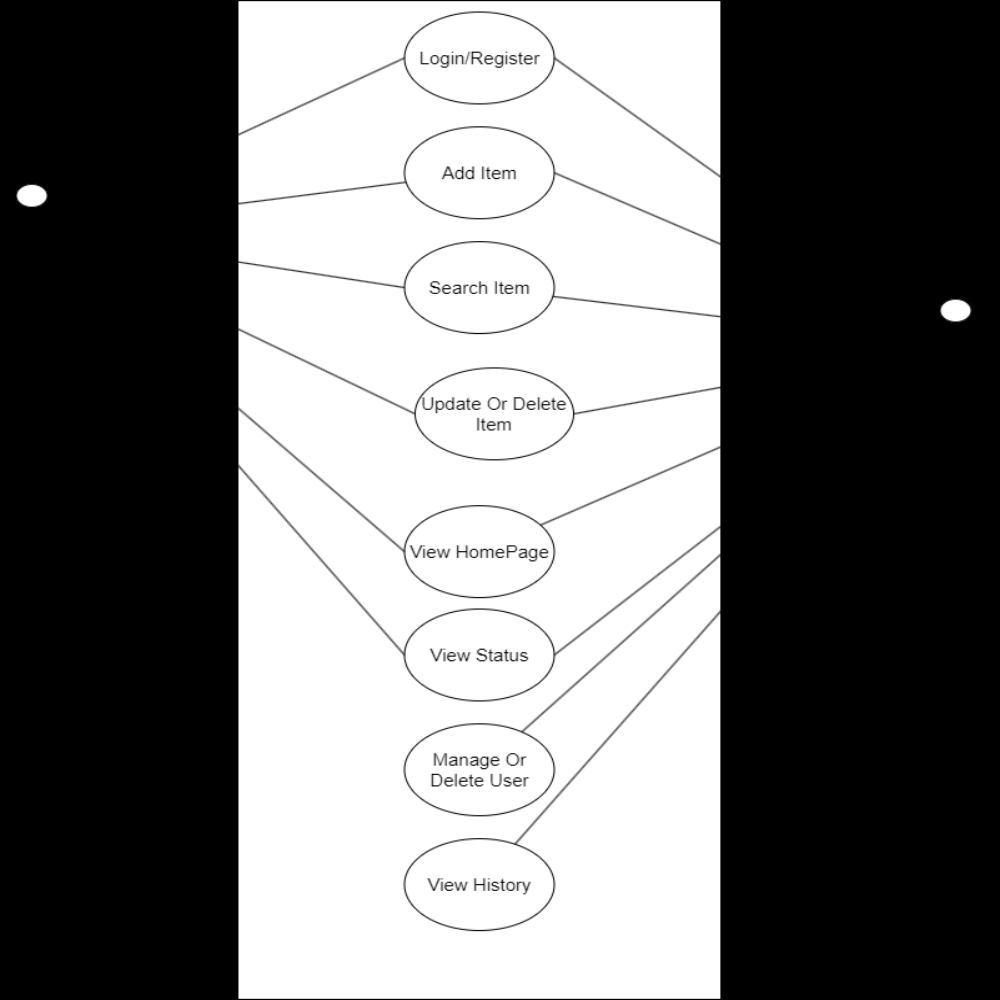 Login/Register
Add Item
Search Item
Update Or Delete
Item
View HomePage
View Status
Manage Or
Delete User
View History